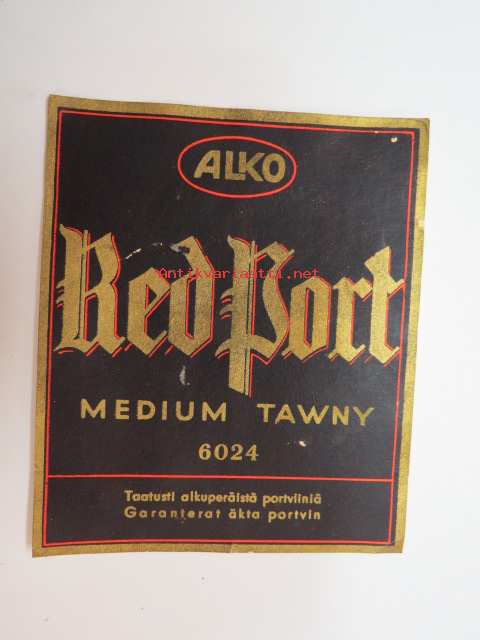 ALKO
Red Port
Antikvariaatti.net
MEDIUM TAWNY
6024
Taatusti alkuperäistä portviiniä
Garanterat äkta portvin